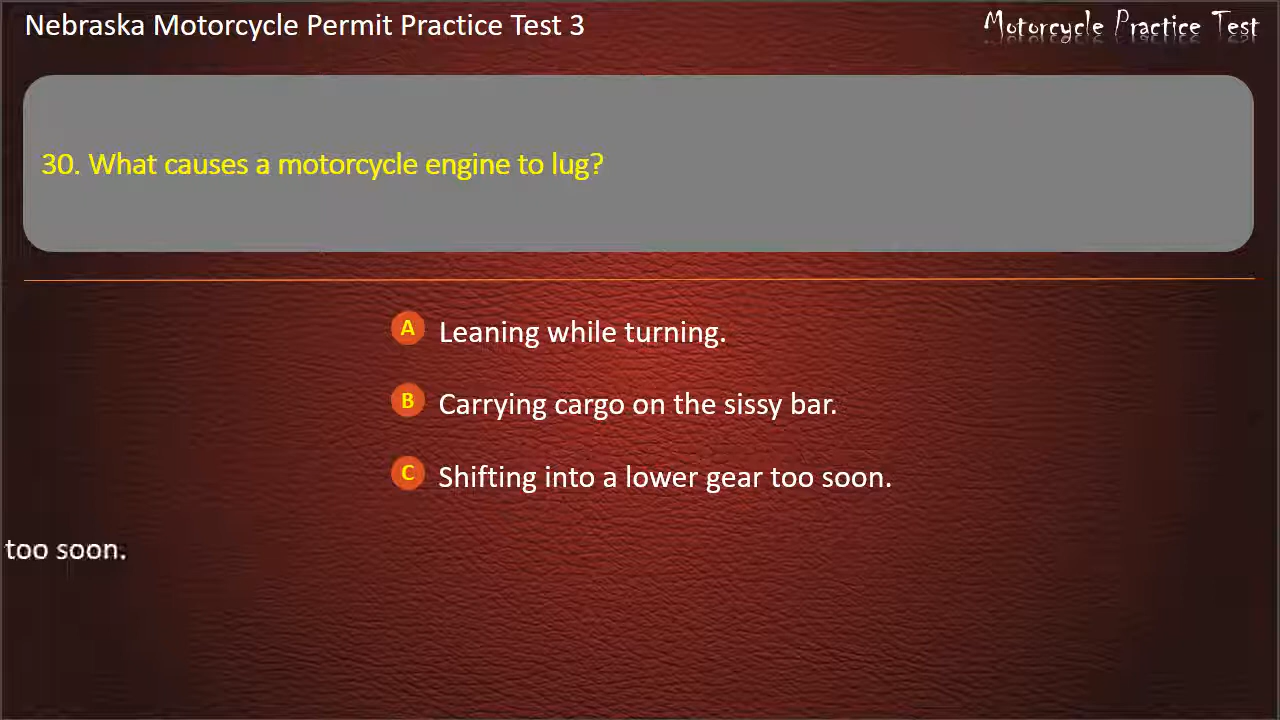 Nebraska Motorcycle Permit Practice Test 3
Motorcycle Practice Test
30. What causes a motorcycle engine to lug?
A Leaning while turning.
B Carrying cargo on the sissy bar.
C Shifting into a lower gear too soon.
too soon.